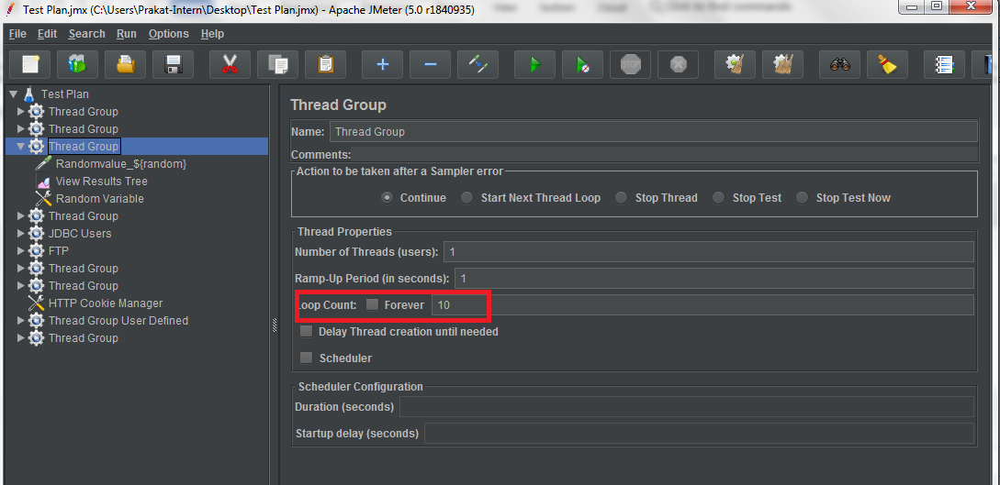 Test Plan.jmx (C:\Users\Prakat-Intern\Desktop\Test Plan.jmx) - Apache JMeter (5.0 r1840935)
File Edit Search Run Options Help
STOP
Test Plan
Thread Group
Thread Group
Thread Group
Randomvalue_${random}
View Results Tree
Random Variable
Thread Group
JDBC Users
FTP
Thread Group
Thread Group
HTTP Cookie Manager
Thread Group User Defined
Thread Group
Thread Group
Name: Thread Group
Comments:
Action to be taken after a Sampler error
Continue Start Next Thread Loop Stop Thread Stop Test Stop Test Now
Thread Properties
Number of Threads (users): 1
Ramp-Up Period (in seconds): 1
Loop Count: Forever 10
Delay Thread creation until needed
Scheduler
Scheduler Configuration
Duration (seconds)
Startup delay (seconds)